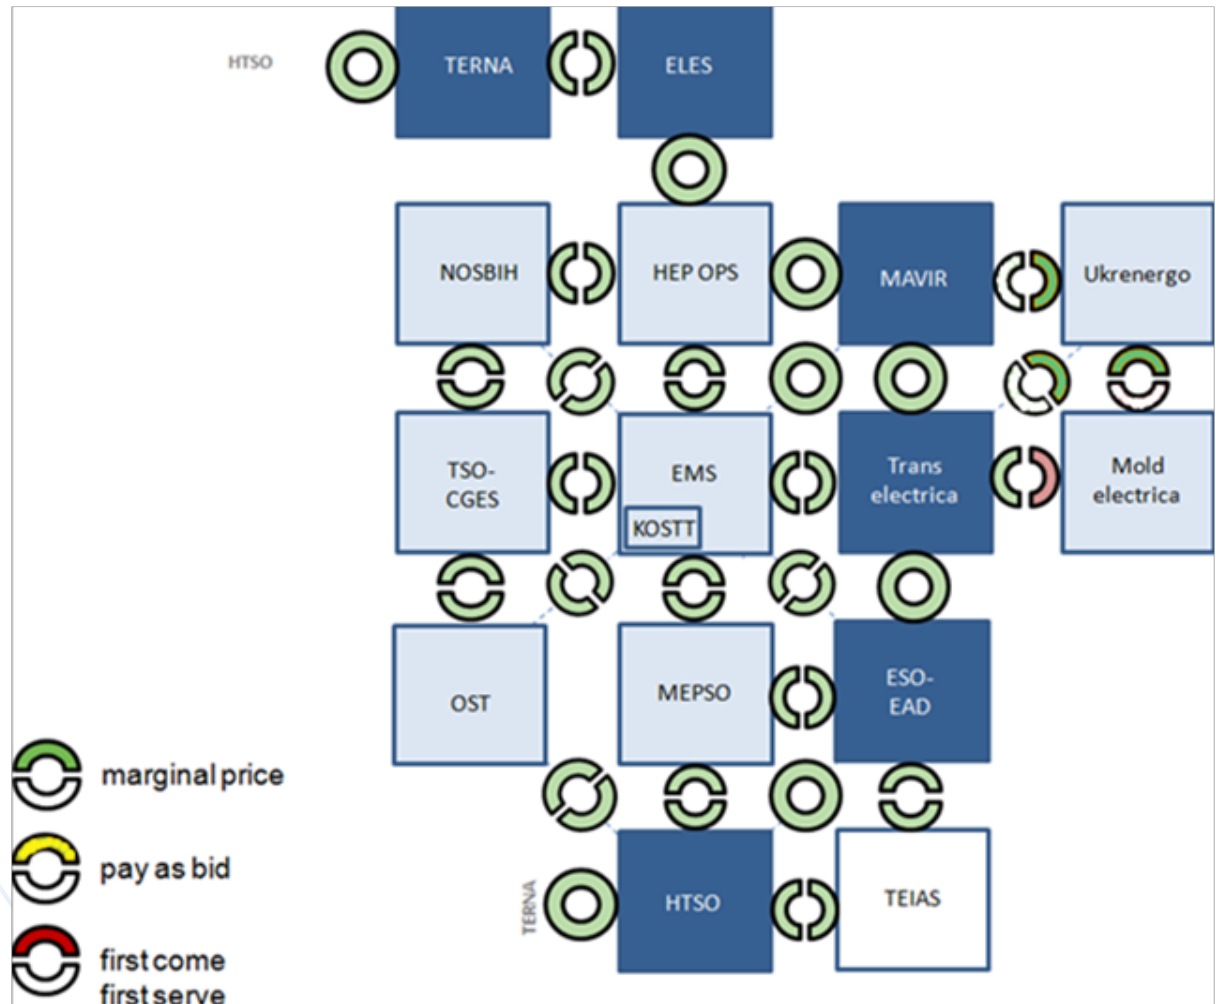 HTSO
TERNA
ELES
NOSBIH
HEP OPS
MAVIR
Ukrenergo
TSO-
CGES
EMS
KOSTT
Trans
electrica
Mold
electrica
OST
MEPSO
ESO-
EAD
marginal price
pay as bid
TERNA
HTSO
TEIAS
first come
first serve